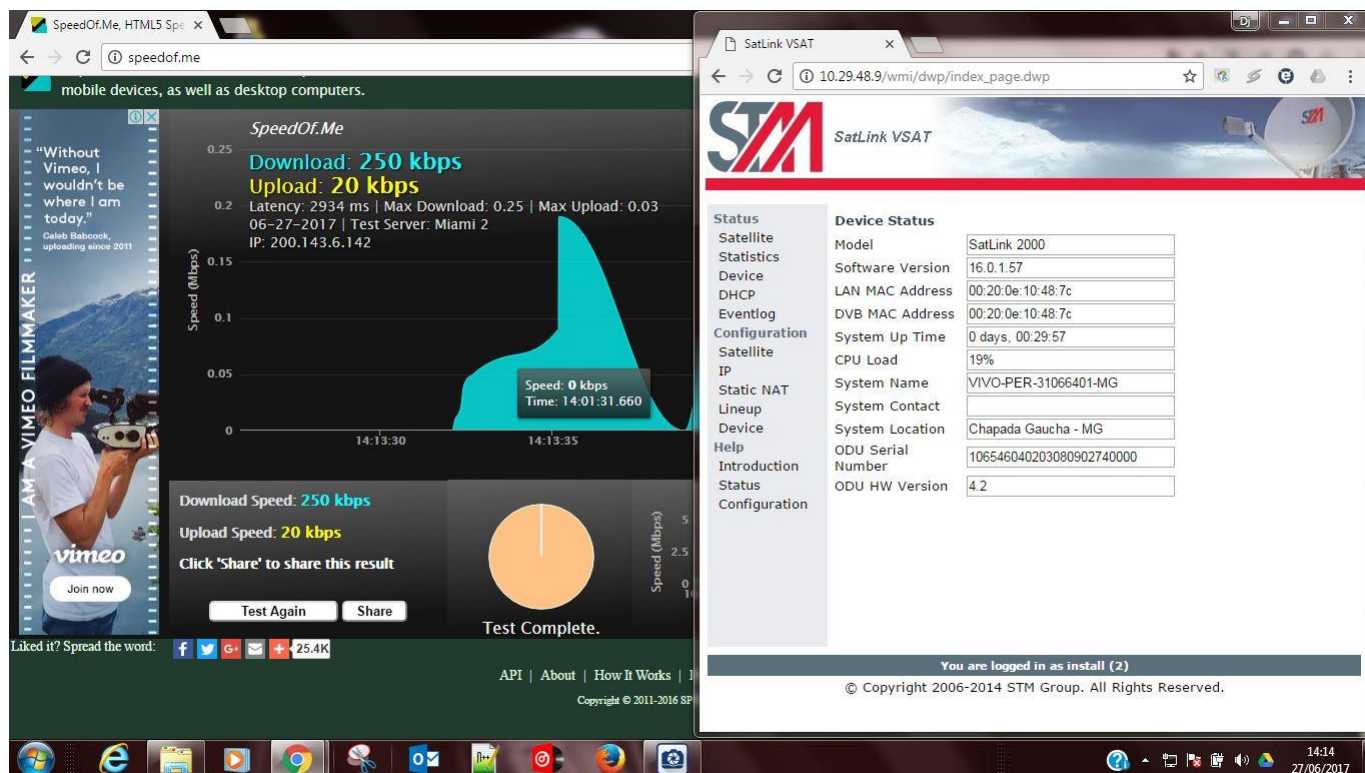 SpeedOf.Me, HTML5 Spe
speedof.me
mobile devices, as well as desktop computers.
“Without
Vimeo, I
wouldn’t be
where I am
today.”
Caleb Babcock,
uploading since 2011
I AM A VIMEO FILMMAKER
vimeo
Join now
SpeedOf.Me
Download: 250 kbps
Upload: 20 kbps
Latency: 2934 ms | Max Download: 0.25 | Max Upload: 0.03
06-27-2017 | Test Server: Miami 2
IP: 200.143.6.142
Speed (Mbps)
0.25
0.2
0.15
0.1
0.05
0
14:13:30
14:13:35
Speed: 0 kbps
Time: 14:01:31.660
Download Speed: 250 kbps
Upload Speed: 20 kbps
Click 'Share' to share this result
Test Again
Share
Test Complete.
Speed (Mbps)
5
2.5
0
Liked it? Spread the word:
25.4K
API | About | How It Works |
Copyright © 2011-2016 SP
Dj
SatLink VSAT
10.29.48.9/wmi/dwp/index_page.dwp
STM
SatLink VSAT
STM
Status
Satellite
Statistics
Device
DHCP
Eventlog
Configuration
Satellite
IP
Static NAT
Lineup
Device
Help
Introduction
Status
Configuration
Device Status
Model SatLink 2000
Software Version 16.0.1.57
LAN MAC Address 00:20:0e:10:48:7c
DVB MAC Address 00:20:0e:10:48:7c
System Up Time 0 days, 00:29:57
CPU Load 19%
System Name VIVO-PER-31066401-MG
System Contact
System Location Chapada Gaucha - MG
ODU Serial
Number 106546040203080902740000
ODU HW Version 4.2
You are logged in as install (2)
© Copyright 2006-2014 STM Group. All Rights Reserved.
14:14
27/06/2017